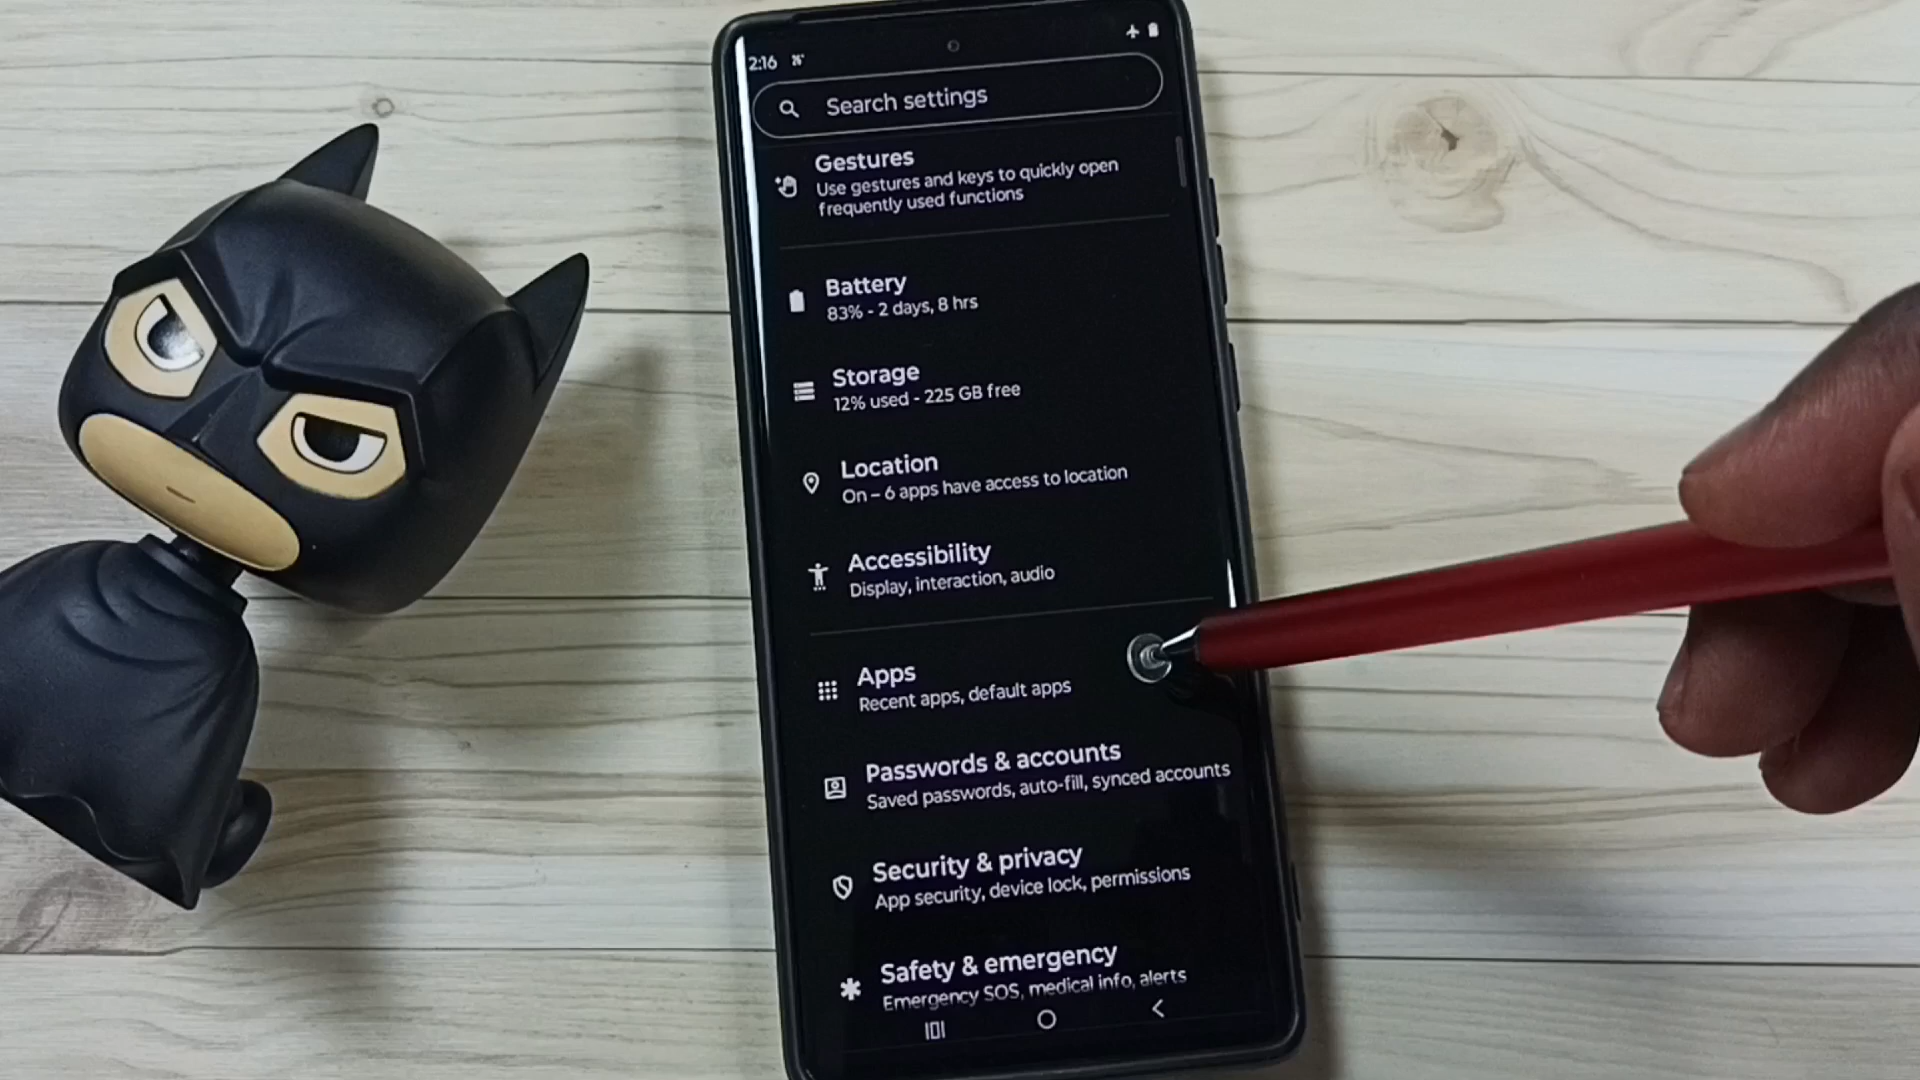 2:16
Search settings
Gestures
Use gestures and keys to quickly open
frequently used functions
Battery
83% - 2 days, 8 hrs
Storage
12% used - 225 GB free
Location
On – 6 apps have access to location
Accessibility
Display, interaction, audio
Apps
Recent apps, default apps
Passwords & accounts
Saved passwords, auto-fill, synced accounts
Security & privacy
App security, device lock, permissions
Safety & emergency
Emergency SOS, medical info, alerts